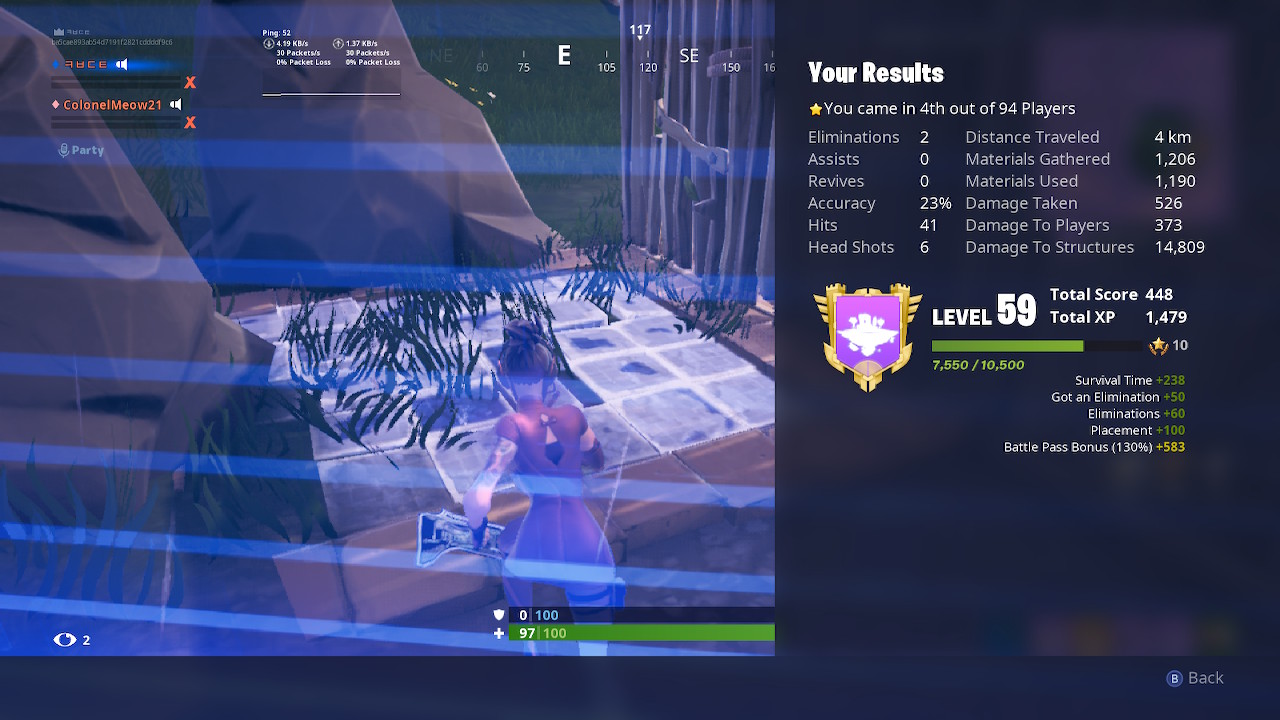 ㅋㅂㄷㄷ
Ping: 52
4.19 KB/s 1.37 KB/s
30 Packets/s 30 Packets/s
0% Packet Loss 0% Packet Loss
117
NE 60 75 E 105 120 SE 150 16
ColonelMeow21
Party
Your Results
You came in 4th out of 94 Players
Eliminations 2 Distance Traveled 4 km
Assists 0 Materials Gathered 1,206
Revives 0 Materials Used 1,190
Accuracy 23% Damage Taken 526
Hits 41 Damage To Players 373
Head Shots 6 Damage To Structures 14,809
LEVEL 59
Total Score 448
Total XP 1,479
10
7,550 / 10,500
Survival Time +238
Got an Elimination +50
Eliminations +60
Placement +100
Battle Pass Bonus (130%) +583
0 | 100
97 | 100
2
B Back